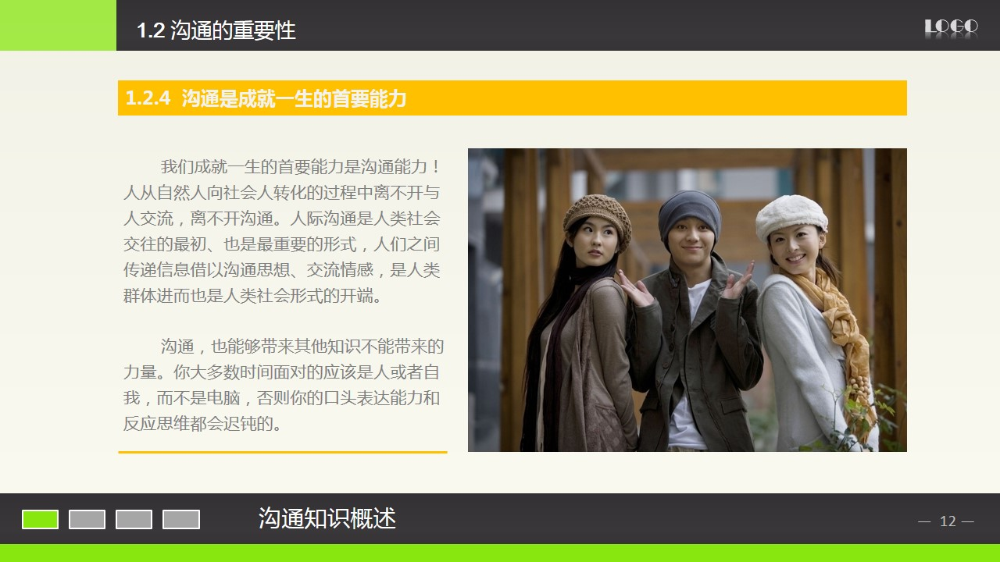 1.2 沟通的重要性
LOGO
1.2.4 沟通是成就一生的首要能力
我们成就一生的首要能力是沟通能力！
人从自然人向社会人转化的过程中离不开与
人交流，离不开沟通。人际沟通是人类社会
交往的最初、也是最重要的形式，人们之间
传递信息借以沟通思想、交流情感，是人类
群体进而也是人类社会形式的开端。
沟通，也能够带来其他知识不能带来的
力量。你大多数时间面对的应该是人或者自
我，而不是电脑，否则你的口头表达能力和
反应思维都会迟钝的。
沟通知识概述
— 12 —